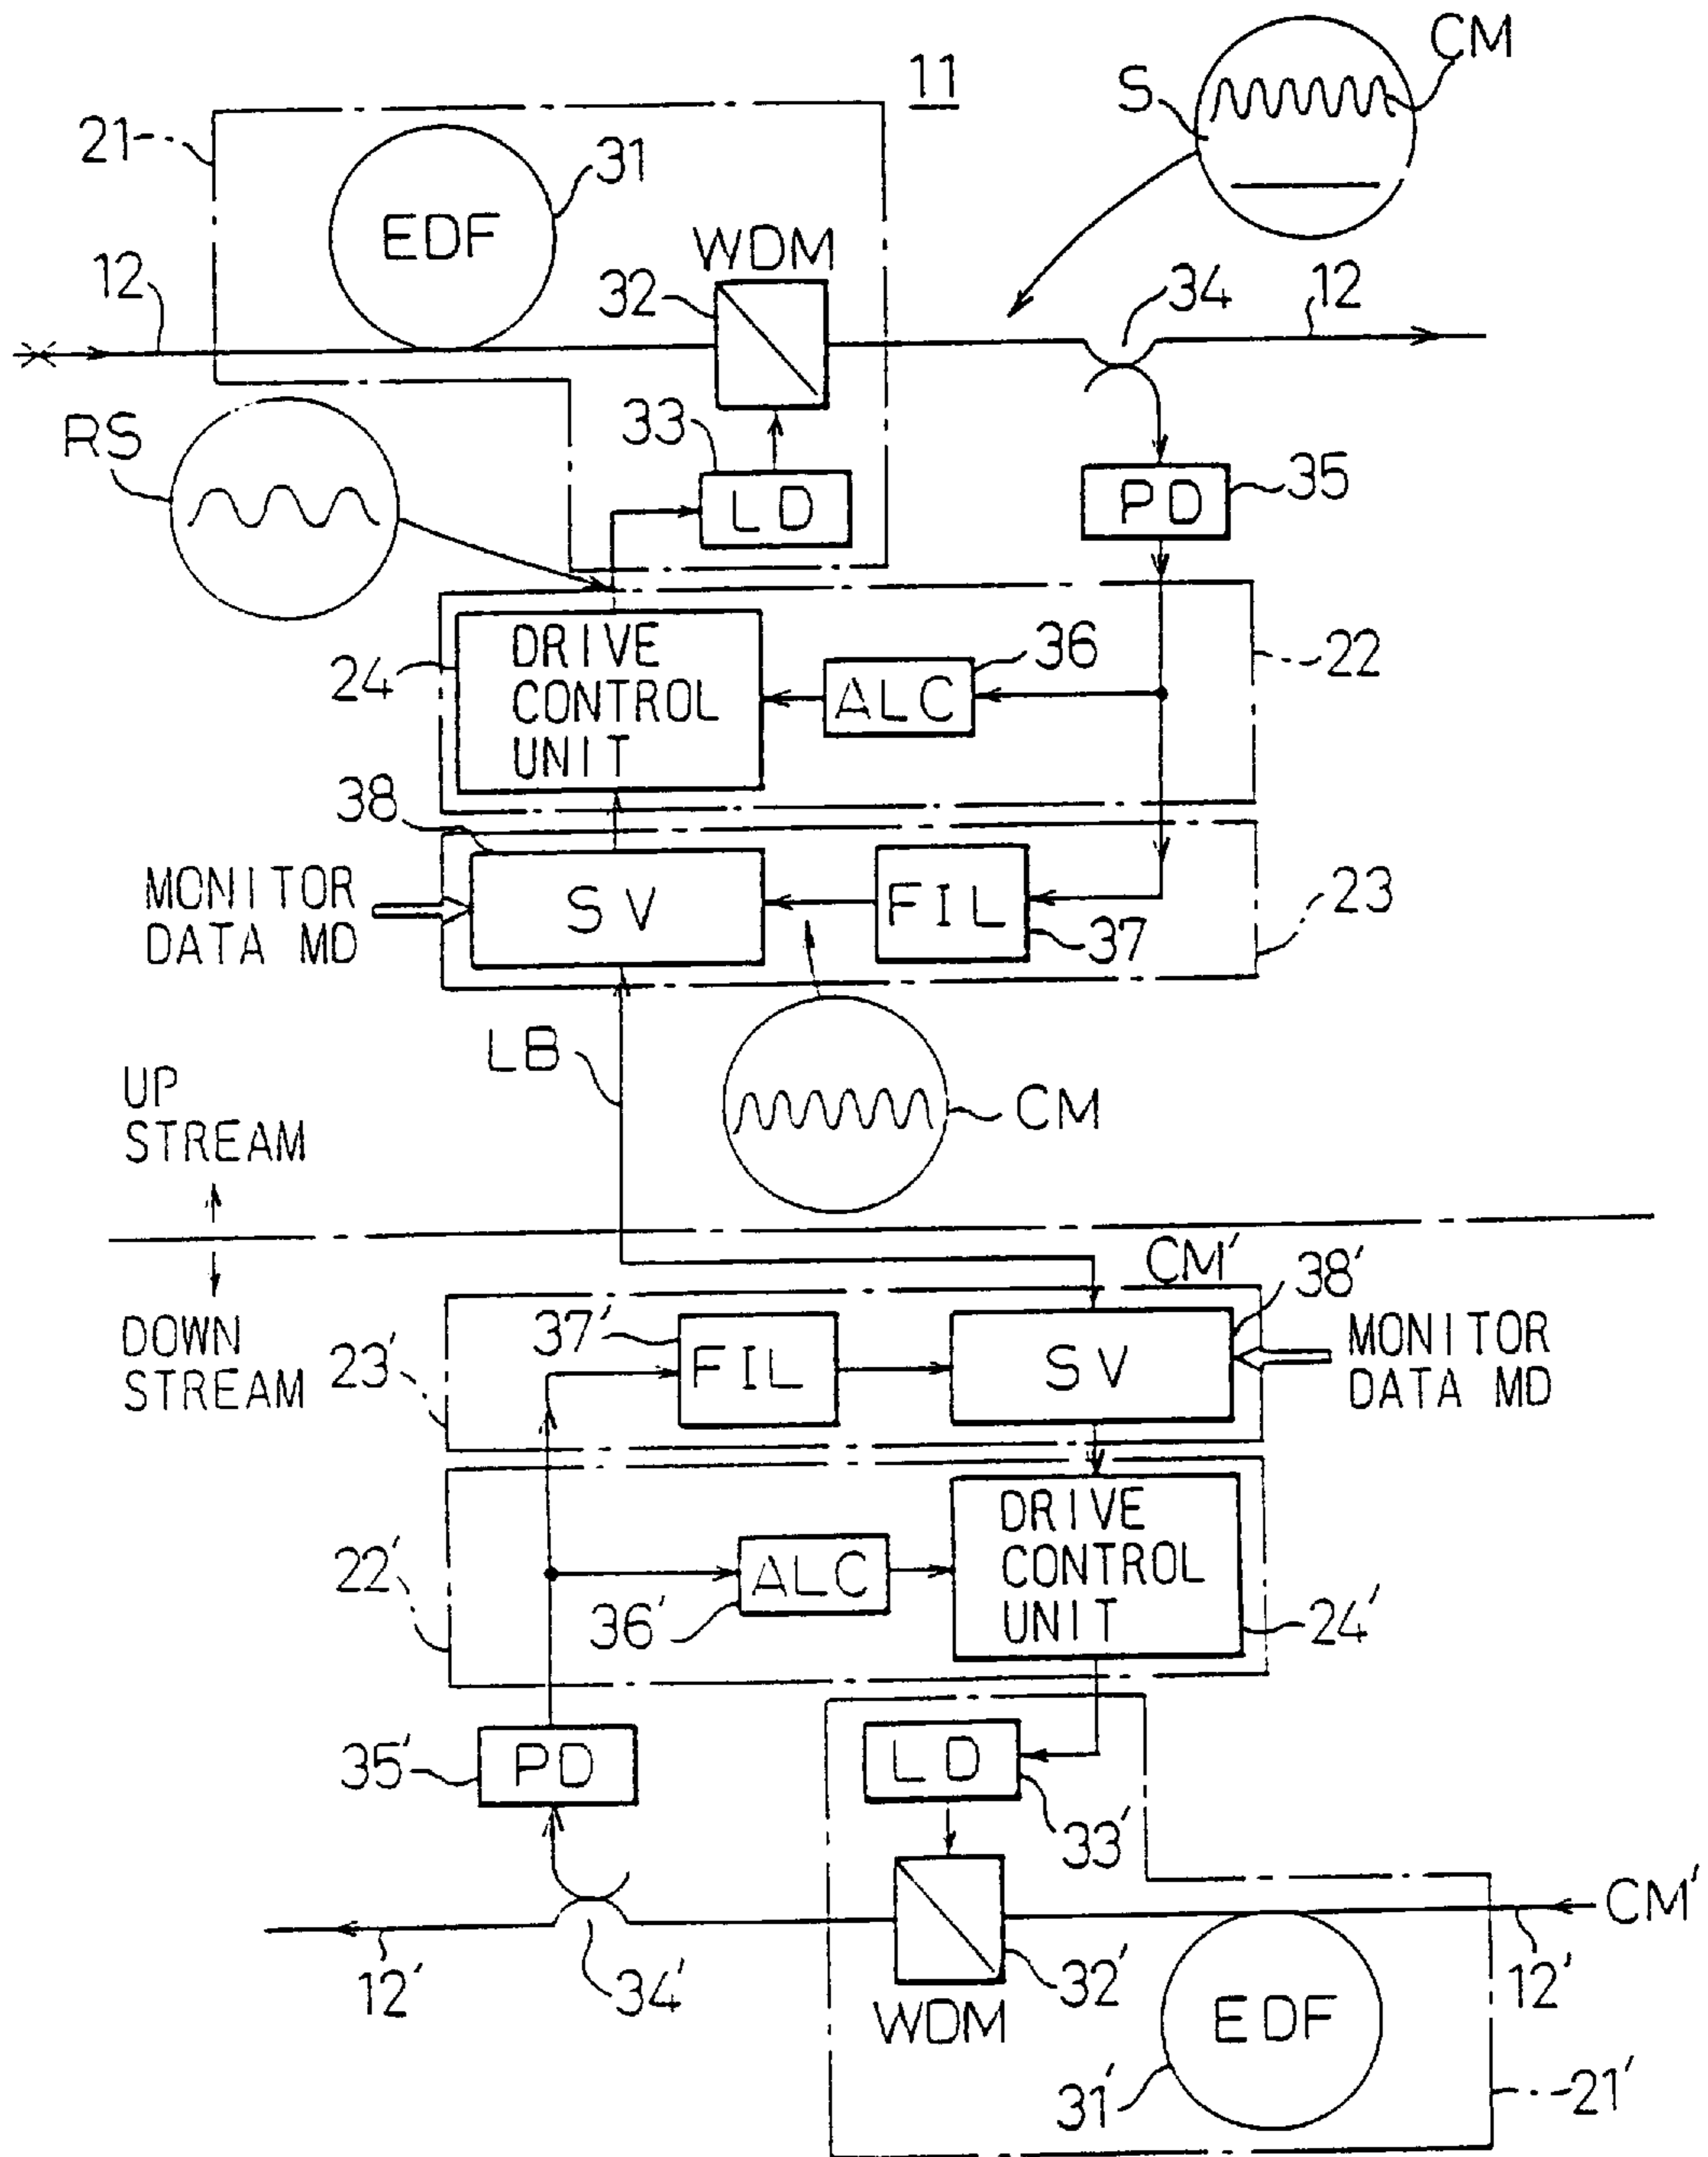 11
CM
S
21
31
EDF
WDM
12
32
34
12
RS
33
LD
PD
35
24
DRIVE
CONTROL
UNIT
36
ALC
22
38
MONITOR
DATA MD
SV
FIL
37
23
LB
CM
UP
STREAM
DOWN
STREAM
CM'
38'
37'
FIL
SV
MONITOR
DATA MD
23'
22'
ALC
36'
DRIVE
CONTROL
UNIT
24'
35'
PD
LD
33'
CM'
12'
34'
32'
WDM
12'
EDF
31'
21'